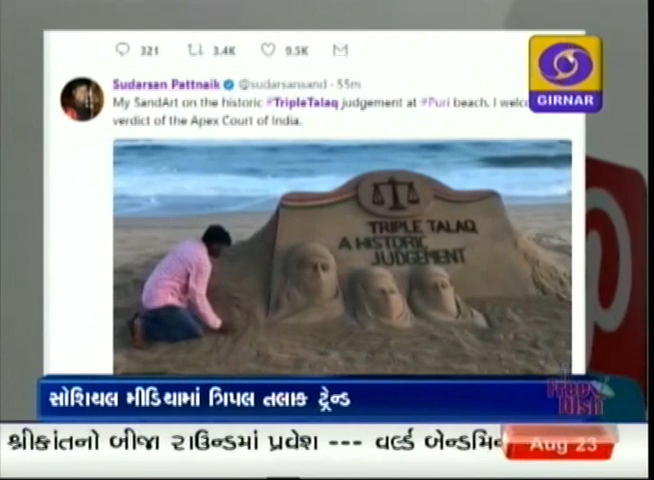 321 3.4K 9.5K
Sudarsan Pattnaik @sudarsansand · 55m
My SandArt on the historic #TripleTalaq judgement at #Puri beach. I
verdict of the Apex Court of India.
GIRNAR
TRIPLE TALAQ
A HISTORIC
JUDGEMENT
સોશિયલ મીડિયામાં ત્રિપલ તલાક ટ્રેન્ડ
Free
Dish
શ્રીકાંતનો બીજા રાઉન્ડમાં પ્રવેશ --- વર્લ્ડ
Aug 23